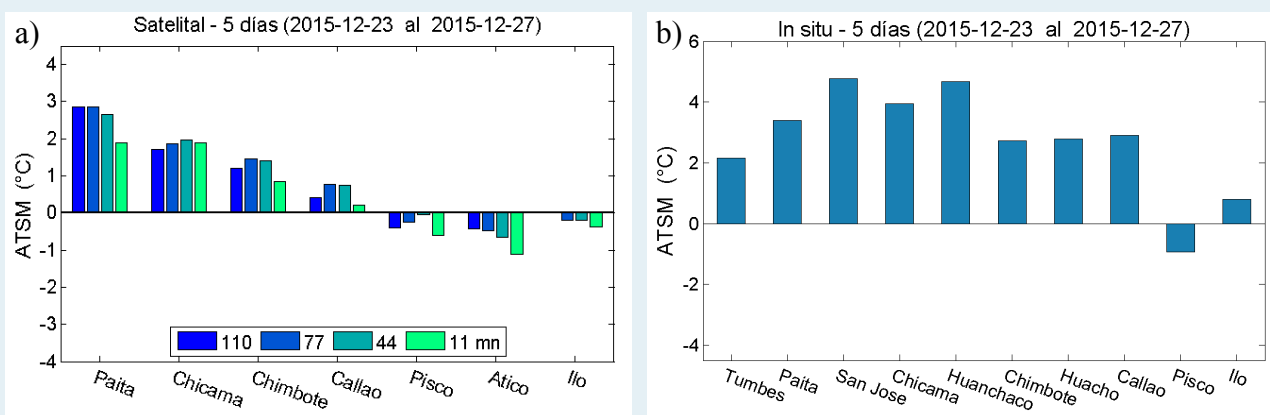 a)
Satelital - 5 días (2015-12-23 al 2015-12-27)
ATSM (°C)
4
3
2
1
0
-1
-2
-3
-4
110 77 44 11 mn
Paita Chicama Chimbote Callao Pisco Atico Ilo
b)
In situ - 5 días (2015-12-23 al 2015-12-27)
ATSM (°C)
6
4
2
0
-2
-4
Tumbes Paita San Jose Chicama Huanchaco Chimbote Huacho Callao Pisco Ilo